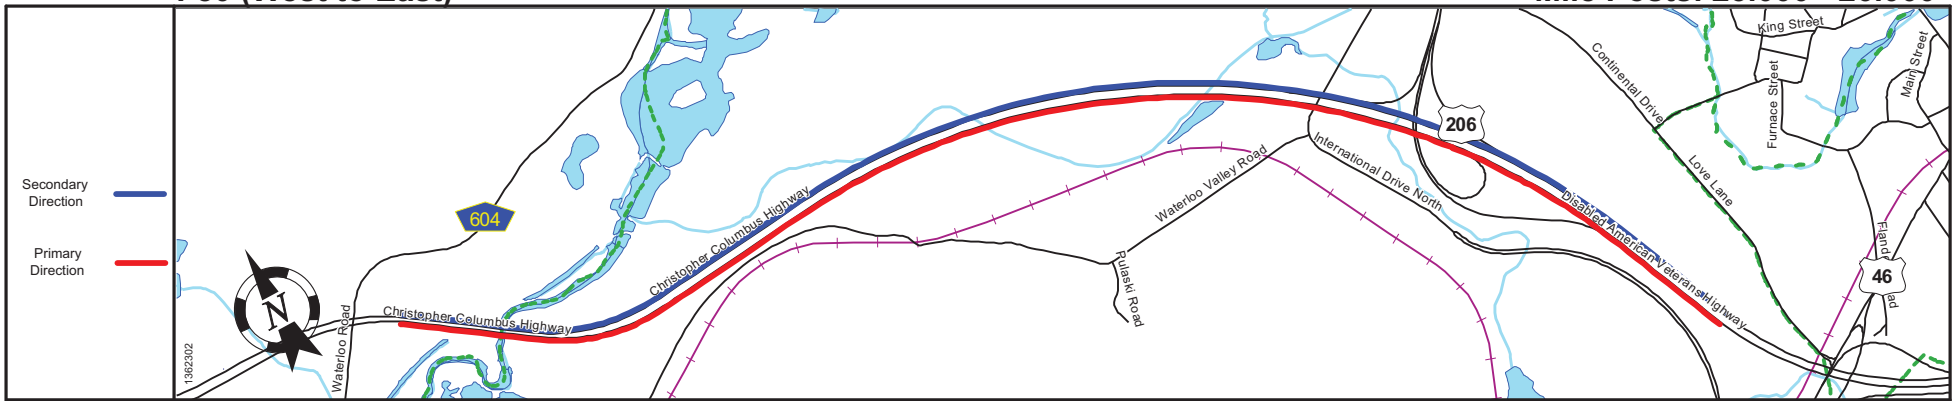 Secondary
Direction
Primary
Direction
1362302
N
604
Waterloo Road
Christopher Columbus Highway
Christopher Columbus Highway
Waterloo Valley Road
Pulaski Road
International Drive North
206
Disabled American Veterans Highway
Continental Drive
Love Lane
King Street
Furnace Street
Main Street
46